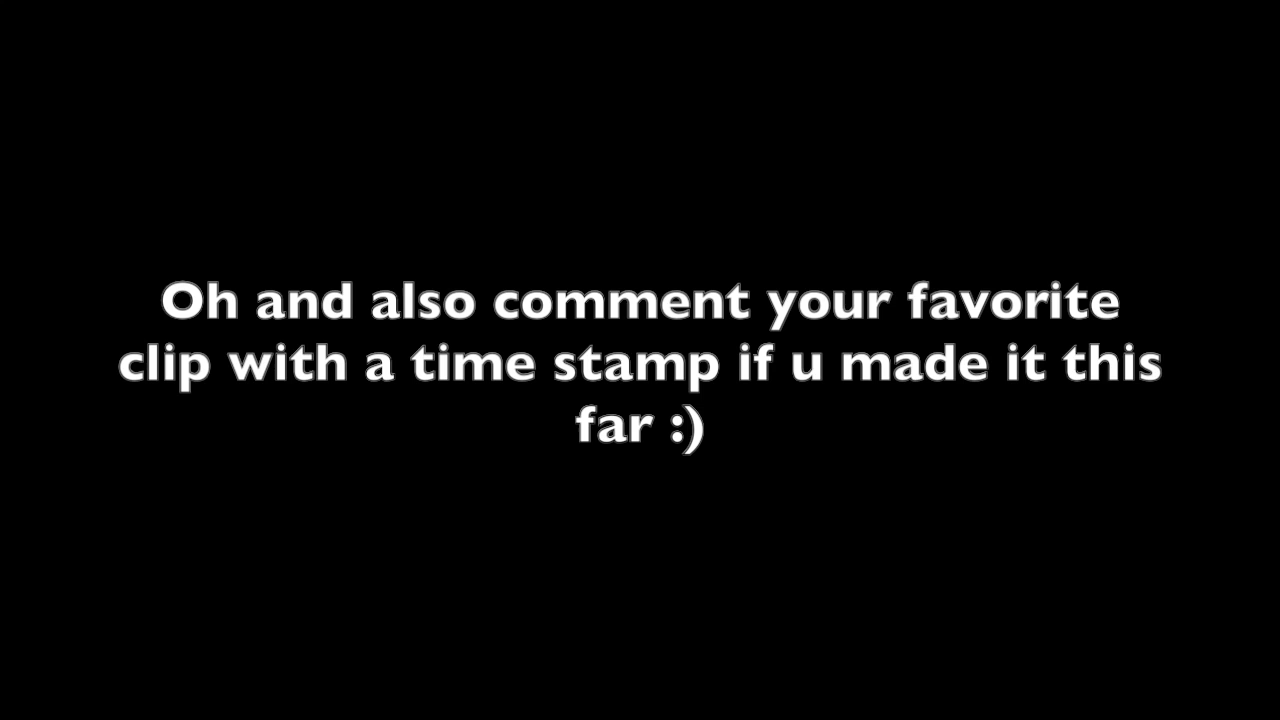 Oh and also comment your favorite
clip with a time stamp if u made it this
far :)